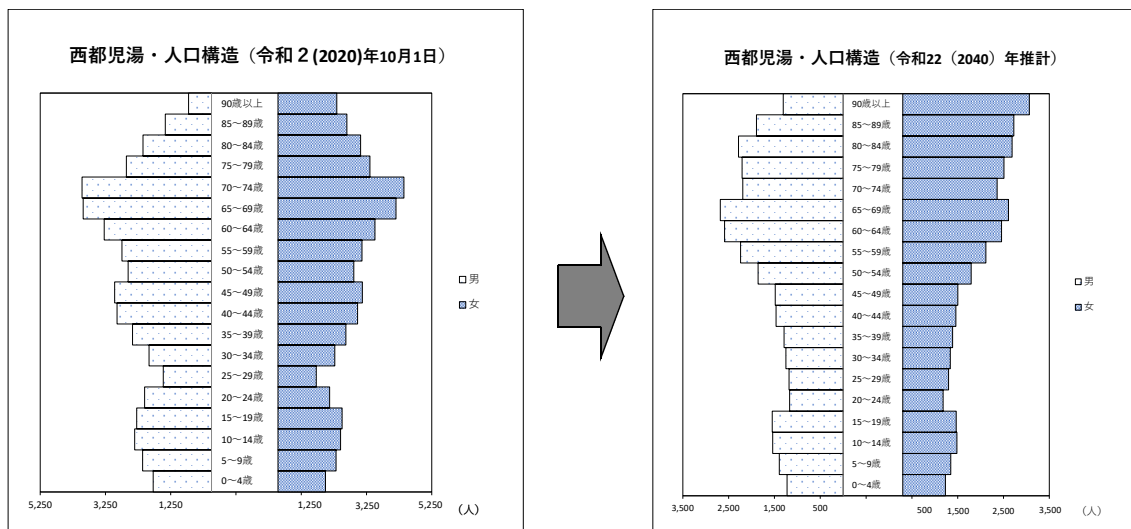 西都児湯・人口構造（令和２(2020)年10月1日）
90歳以上
85～89歳
80～84歳
75～79歳
70～74歳
65～69歳
60～64歳
55～59歳
50～54歳
45～49歳
40～44歳
35～39歳
30～34歳
25～29歳
20～24歳
15～19歳
10～14歳
5～9歳
0～4歳
男
女
5,250 3,250 1,250 1,250 3,250 5,250 (人)
西都児湯・人口構造（令和22（2040）年推計）
90歳以上
85～89歳
80～84歳
75～79歳
70～74歳
65～69歳
60～64歳
55～59歳
50～54歳
45～49歳
40～44歳
35～39歳
30～34歳
25～29歳
20～24歳
15～19歳
10～14歳
5～9歳
0～4歳
男
女
3,500 2,500 1,500 500 500 1,500 2,500 3,500 （人）